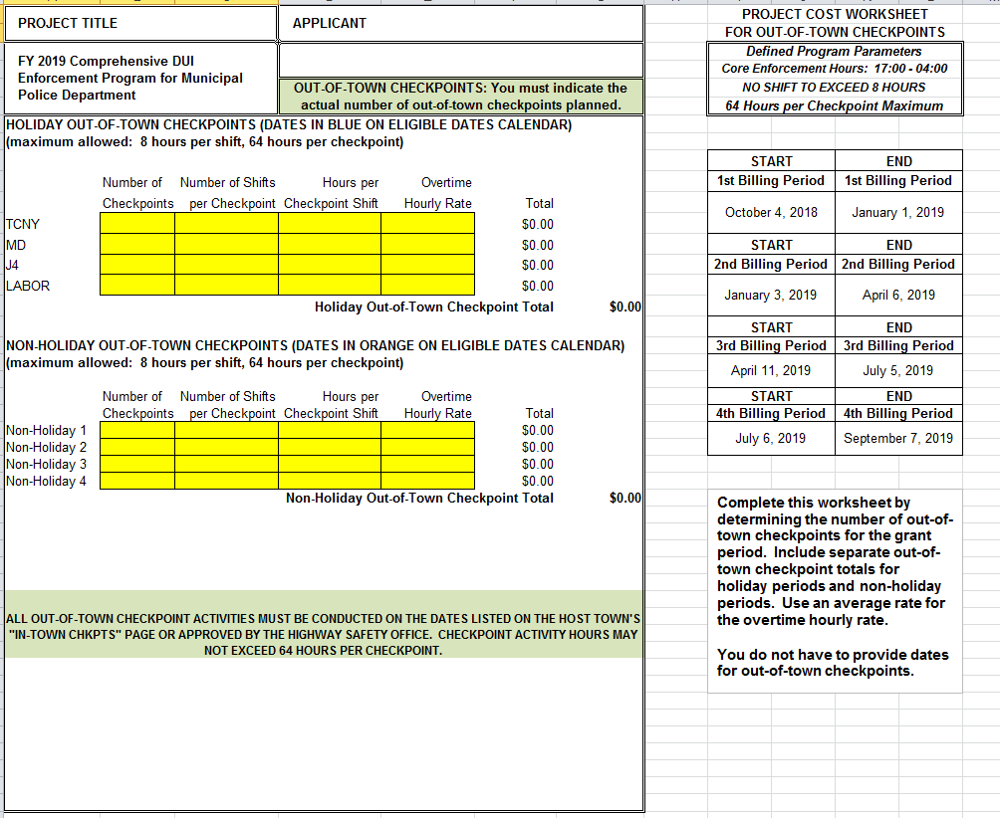 PROJECT TITLE
APPLICANT
FY 2019 Comprehensive DUI
Enforcement Program for Municipal
Police Department
OUT-OF-TOWN CHECKPOINTS: You must indicate the
actual number of out-of-town checkpoints planned.
HOLIDAY OUT-OF-TOWN CHECKPOINTS (DATES IN BLUE ON ELIGIBLE DATES CALENDAR)
(maximum allowed: 8 hours per shift, 64 hours per checkpoint)
Number of Number of Shifts Hours per Overtime
Checkpoints per Checkpoint Checkpoint Shift Hourly Rate Total
TCNY $0.00
MD $0.00
J4 $0.00
LABOR $0.00
Holiday Out-of-Town Checkpoint Total $0.00
NON-HOLIDAY OUT-OF-TOWN CHECKPOINTS (DATES IN ORANGE ON ELIGIBLE DATES CALENDAR)
(maximum allowed: 8 hours per shift, 64 hours per checkpoint)
Number of Number of Shifts Hours per Overtime
Checkpoints per Checkpoint Checkpoint Shift Hourly Rate Total
Non-Holiday 1 $0.00
Non-Holiday 2 $0.00
Non-Holiday 3 $0.00
Non-Holiday 4 $0.00
Non-Holiday Out-of-Town Checkpoint Total $0.00
ALL OUT-OF-TOWN CHECKPOINT ACTIVITIES MUST BE CONDUCTED ON THE DATES LISTED ON THE HOST TOWN'S
"IN-TOWN CHKPTS" PAGE OR APPROVED BY THE HIGHWAY SAFETY OFFICE. CHECKPOINT ACTIVITY HOURS MAY
NOT EXCEED 64 HOURS PER CHECKPOINT.
PROJECT COST WORKSHEET
FOR OUT-OF-TOWN CHECKPOINTS
Defined Program Parameters
Core Enforcement Hours: 17:00 - 04:00
NO SHIFT TO EXCEED 8 HOURS
64 Hours per Checkpoint Maximum
START END
1st Billing Period 1st Billing Period
October 4, 2018 January 1, 2019
START END
2nd Billing Period 2nd Billing Period
January 3, 2019 April 6, 2019
START END
3rd Billing Period 3rd Billing Period
April 11, 2019 July 5, 2019
START END
4th Billing Period 4th Billing Period
July 6, 2019 September 7, 2019
Complete this worksheet by
determining the number of out-of-
town checkpoints for the grant
period. Include separate out-of-
town checkpoint totals for
holiday periods and non-holiday
periods. Use an average rate for
the overtime hourly rate.
You do not have to provide dates
for out-of-town checkpoints.